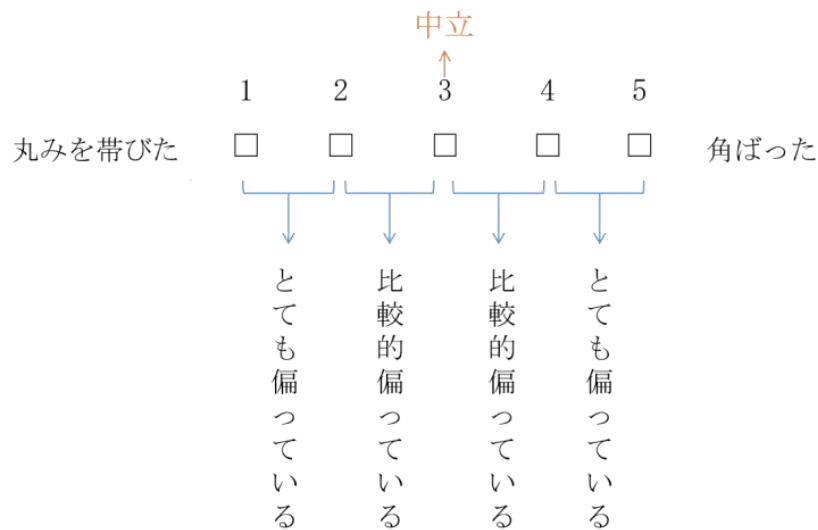 中立
1 2 3 4 5
丸みを帯びた □ □ □ □ □ 角ばった
とても偏っている
比較的偏っている
比較的偏っている
とても偏っている